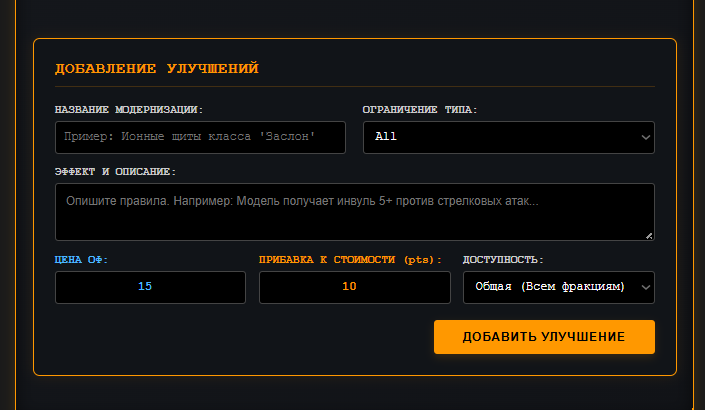 ДОБАВЛЕНИЕ УЛУЧШЕНИЙ
НАЗВАНИЕ МОДЕРНИЗАЦИИ: ОГРАНИЧЕНИЕ ТИПА:
Пример: Ионные щиты класса 'Заслон' All
ЭФФЕКТ И ОПИСАНИЕ:
Опишите правила. Например: Модель получает инвуль 5+ против стрелковых атак...
ЦЕНА ОФ: ПРИБАВКА К СТОИМОСТИ (pts): ДОСТУПНОСТЬ:
15 10 Общая (Всем фракциям)
ДОБАВИТЬ УЛУЧШЕНИЕ